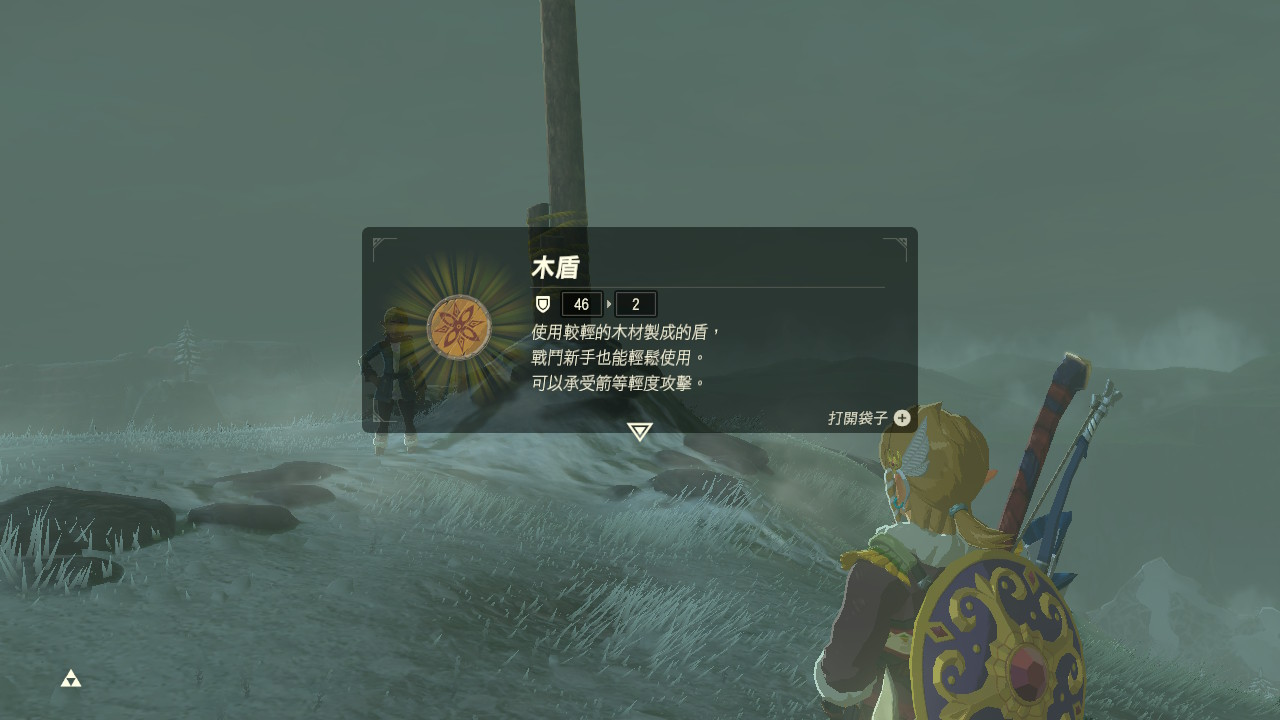 木盾
46 2
使用較輕的木材製成的盾，
戰鬥新手也能輕鬆使用。
可以承受箭等輕度攻擊。
打開袋子 +